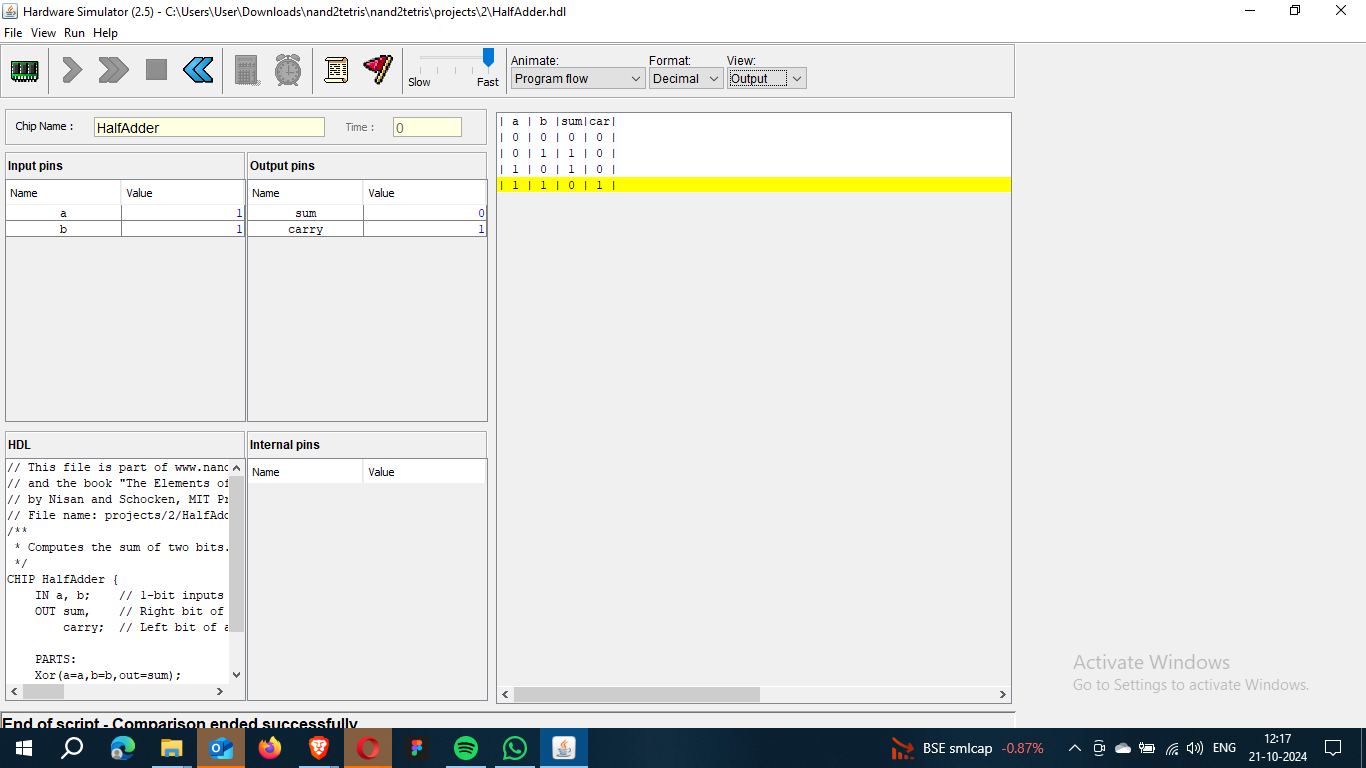 Hardware Simulator (2.5) - C:\Users\User\Downloads\nand2tetris\nand2tetris\projects\2\HalfAdder.hdl
File View Run Help
Slow Fast
Animate: Format: View:
Program flow Decimal Output
Chip Name : HalfAdder Time : 0
Input pins
Name Value
a 1
b 1
Output pins
Name Value
sum 0
carry 1
| a | b |sum|car|
| 0 | 0 | 0 | 0 |
| 0 | 1 | 1 | 0 |
| 1 | 0 | 1 | 0 |
| 1 | 1 | 0 | 1 |
HDL
// This file is part of www.nand
// and the book "The Elements of
// by Nisan and Schocken, MIT Pr
// File name: projects/2/HalfAdd
/**
* Computes the sum of two bits.
*/
CHIP HalfAdder {
IN a, b; // 1-bit inputs
OUT sum, // Right bit of
carry; // Left bit of a
PARTS:
Xor(a=a,b=b,out=sum);
Internal pins
Name Value
Activate Windows
Go to Settings to activate Windows.
End of script - Comparison ended successfully
BSE smlcap -0.87% ENG 12:17
21-10-2024